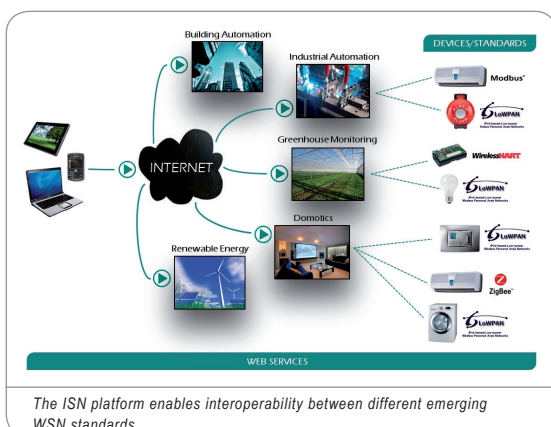 Building Automation
Industrial Automation
DEVICES/STANDARDS
Modbus
6LoWPAN
INTERNET
Greenhouse Monitoring
WirelessHART
6LoWPAN
Renewable Energy
Domotics
6LoWPAN
ZigBee
6LoWPAN
WEB SERVICES
The ISN platform enables interoperability between different emerging
WSN standards